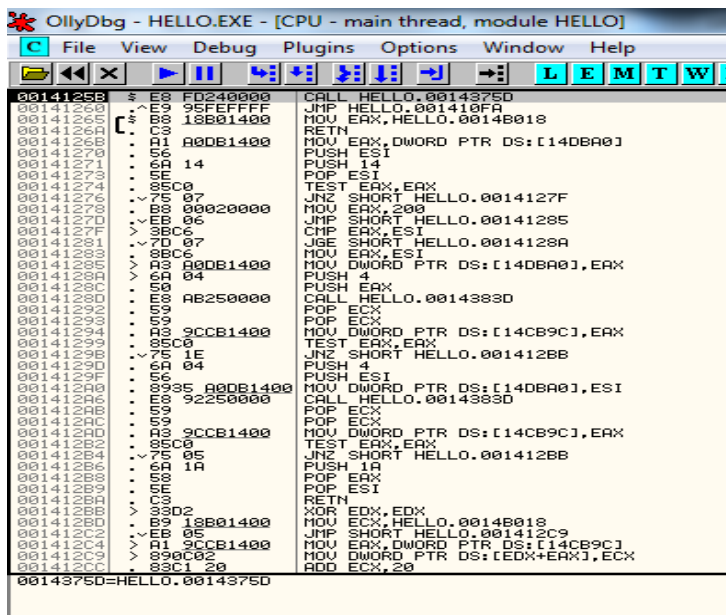 OllyDbg - HELLO.EXE - [CPU - main thread, module HELLO]
C File View Debug Plugins Options Window Help
L E M T W
0014125B $ E8 FD240000 CALL HELLO.0014375D
00141260 .^E9 95FEFFFF JMP HELLO.001410FA
00141265 $ B8 18B01400 MOV EAX,HELLO.0014B018
0014126A . C3 RETN
0014126B . A1 A0DB1400 MOV EAX,DWORD PTR DS:[14DBA0]
00141270 . 56 PUSH ESI
00141271 . 6A 14 PUSH 14
00141273 . 5E POP ESI
00141274 . 85C0 TEST EAX,EAX
00141276 .v75 07 JNZ SHORT HELLO.0014127F
00141278 . B8 00020000 MOV EAX,200
0014127D .vEB 06 JMP SHORT HELLO.00141285
0014127F > 3BC6 CMP EAX,ESI
00141281 .v7D 07 JGE SHORT HELLO.0014128A
00141283 . 8BC6 MOV EAX,ESI
00141285 > A3 A0DB1400 MOV DWORD PTR DS:[14DBA0],EAX
0014128A > 6A 04 PUSH 4
0014128C . 50 PUSH EAX
0014128D . E8 AB250000 CALL HELLO.0014383D
00141292 . 59 POP ECX
00141293 . 59 POP ECX
00141294 . A3 9CCB1400 MOV DWORD PTR DS:[14CB9C],EAX
00141299 . 85C0 TEST EAX,EAX
0014129B .v75 1E JNZ SHORT HELLO.001412BB
0014129D . 6A 04 PUSH 4
0014129F . 56 PUSH ESI
001412A0 . 8935 A0DB1400 MOV DWORD PTR DS:[14DBA0],ESI
001412A6 . E8 92250000 CALL HELLO.0014383D
001412AB . 59 POP ECX
001412AC . 59 POP ECX
001412AD . A3 9CCB1400 MOV DWORD PTR DS:[14CB9C],EAX
001412B2 . 85C0 TEST EAX,EAX
001412B4 .v75 05 JNZ SHORT HELLO.001412BB
001412B6 . 6A 1A PUSH 1A
001412B8 . 58 POP EAX
001412B9 . 5E POP ESI
001412BA . C3 RETN
001412BB > 33D2 XOR EDX,EDX
001412BD . B9 18B01400 MOV ECX,HELLO.0014B018
001412C2 .vEB 05 JMP SHORT HELLO.001412C9
001412C4 > A1 9CCB1400 MOV EAX,DWORD PTR DS:[14CB9C]
001412C9 > 890C02 MOV DWORD PTR DS:[EDX+EAX],ECX
001412CC . 83C1 20 ADD ECX,20
0014375D=HELLO.0014375D